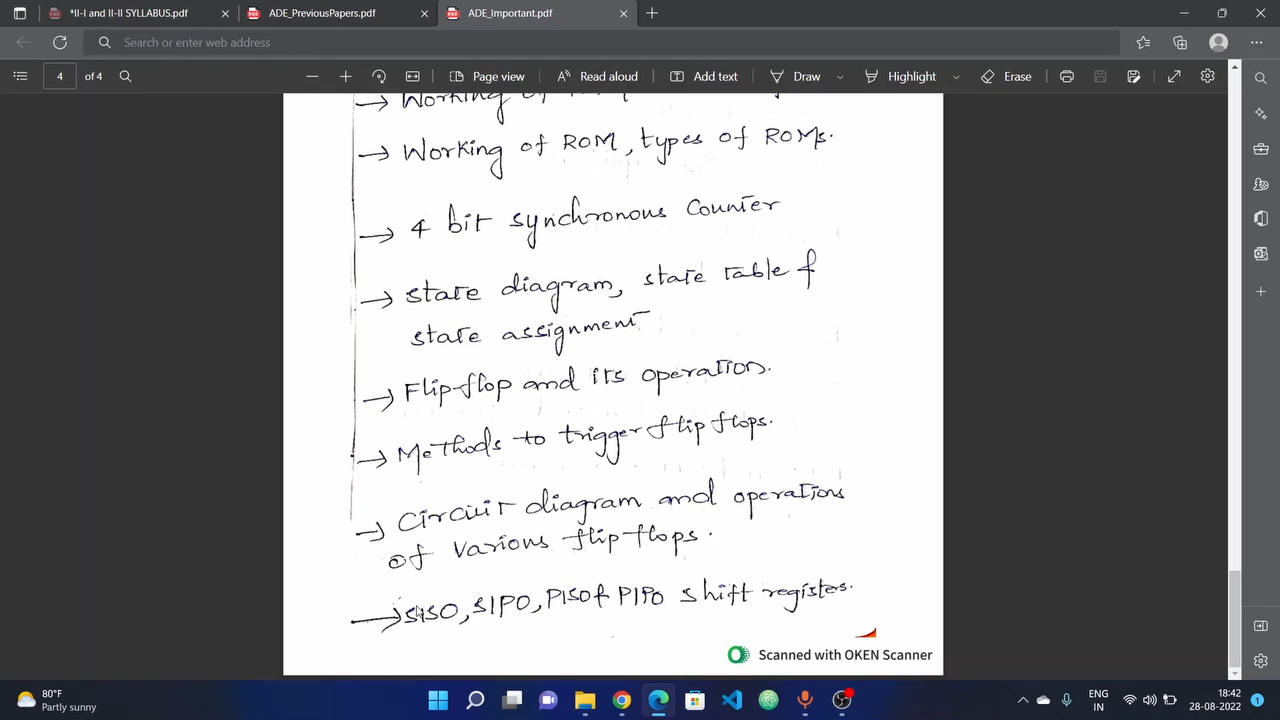 *II-I and II-II SYLLABUS.pdf
ADE_PreviousPapers.pdf
ADE_Important.pdf
Search or enter web address
4 of 4
Page view
Read aloud
Add text
Draw
Highlight
Erase
→ Working of
→ Working of ROM, types of ROMs.
→ 4 bit synchronous Counter
→ state diagram, state table &
state assignment
→ Flip-flop and its operation.
→ Methods to trigger flip flops.
→ Circuit diagram and operations
of various flip-flops.
→ SISO, SIPO, PISO & PIPO shift registes.
Scanned with OKEN Scanner
80°F
Partly sunny
ENG
IN
18:42
28-08-2022
1